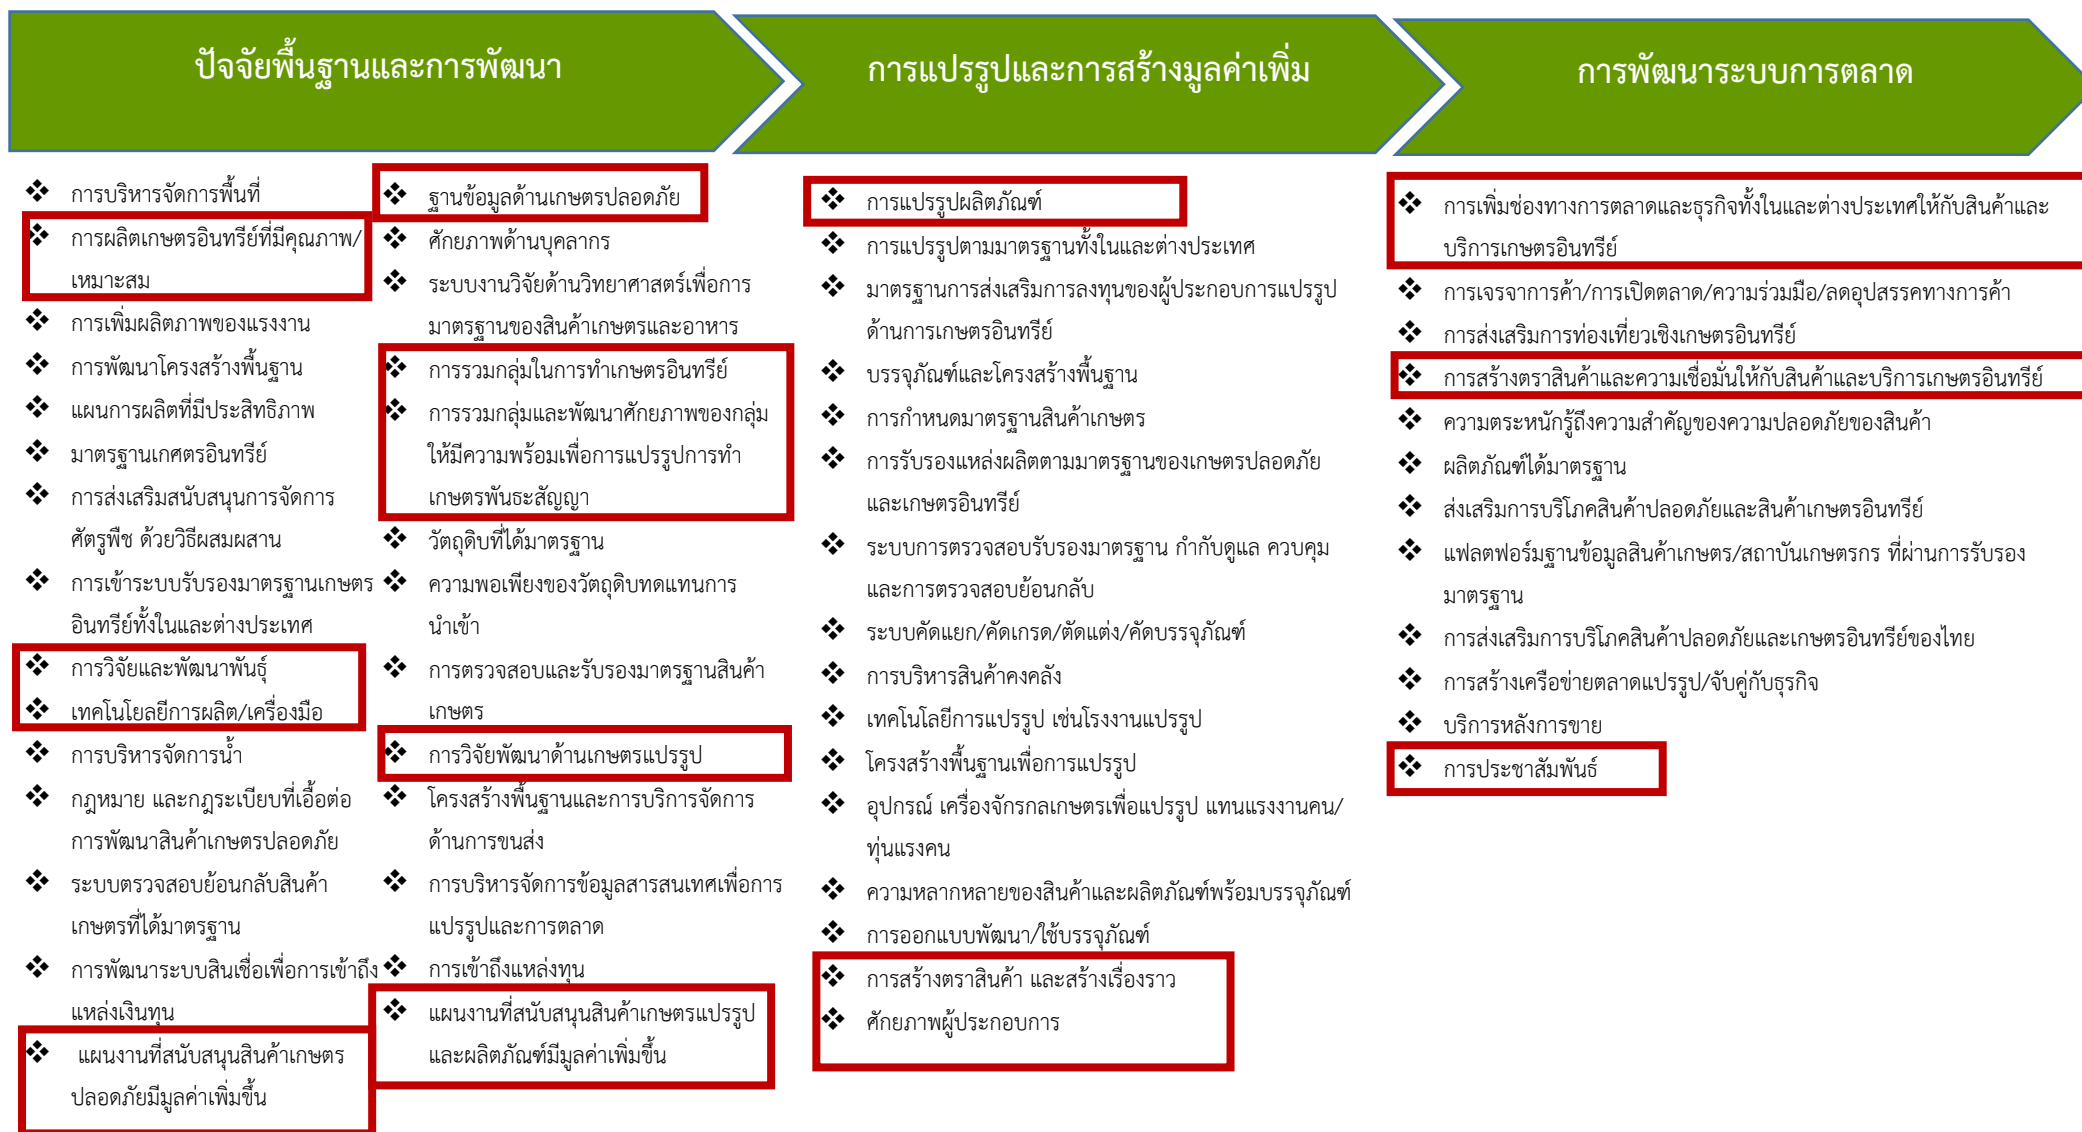 ปัจจัยพื้นฐานและการพัฒนา
การแปรรูปและการสร้างมูลค่าเพิ่ม
การพัฒนาระบบการตลาด
❖ การบริหารจัดการพื้นที่
❖ การผลิตเกษตรอินทรีย์ที่มีคุณภาพ/
เหมาะสม
❖ การเพิ่มผลิตภาพของแรงงาน
❖ การพัฒนาโครงสร้างพื้นฐาน
❖ แผนการผลิตที่มีประสิทธิภาพ
❖ มาตรฐานเกศตรอินทรีย์
❖ การส่งเสริมสนับสนุนการจัดการ
ศัตรูพืช ด้วยวิธีผสมผสาน
❖ การเข้าระบบรับรองมาตรฐานเกษตร
อินทรีย์ทั้งในและต่างประเทศ
❖ การวิจัยและพัฒนาพันธุ์
❖ เทคโนโยลยีการผลิต/เครื่องมือ
❖ การบริหารจัดการน้ำ
❖ กฎหมาย และกฎระเบียบที่เอื้อต่อ
การพัฒนาสินค้าเกษตรปลอดภัย
❖ ระบบตรวจสอบย้อนกลับสินค้า
เกษตรที่ได้มาตรฐาน
❖ การพัฒนาระบบสินเชื่อเพื่อการเข้าถึง
แหล่งเงินทุน
❖ แผนงานที่สนับสนุนสินค้าเกษตร
ปลอดภัยมีมูลค่าเพิ่มขึ้น
❖ ฐานข้อมูลด้านเกษตรปลอดภัย
❖ ศักยภาพด้านบุคลากร
❖ ระบบงานวิจัยด้านวิทยาศาสตร์เพื่อการ
มาตรฐานของสินค้าเกษตรและอาหาร
❖ การรวมกลุ่มในการทำเกษตรอินทรีย์
❖ การรวมกลุ่มและพัฒนาศักยภาพของกลุ่ม
ให้มีความพร้อมเพื่อการแปรรูปการทำ
เกษตรพันธะสัญญา
❖ วัตถุดิบที่ได้มาตรฐาน
❖ ความพอเพียงของวัตถุดิบทดแทนการ
นำเข้า
❖ การตรวจสอบและรับรองมาตรฐานสินค้า
เกษตร
❖ การวิจัยพัฒนาด้านเกษตรแปรรูป
❖ โครงสร้างพื้นฐานและการบริการจัดการ
ด้านการขนส่ง
❖ การบริหารจัดการข้อมูลสารสนเทศเพื่อการ
แปรรูปและการตลาด
❖ การเข้าถึงแหล่งทุน
❖ แผนงานที่สนับสนุนสินค้าเกษตรแปรรูป
และผลิตภัณฑ์มีมูลค่าเพิ่มขึ้น
❖ การแปรรูปผลิตภัณฑ์
❖ การแปรรูปตามมาตรฐานทั้งในและต่างประเทศ
❖ มาตรฐานการส่งเสริมการลงทุนของผู้ประกอบการแปรรูป
ด้านการเกษตรอินทรีย์
❖ บรรจุภัณฑ์และโครงสร้างพื้นฐาน
❖ การกำหนดมาตรฐานสินค้าเกษตร
❖ การรับรองแหล่งผลิตตามมาตรฐานของเกษตรปลอดภัย
และเกษตรอินทรีย์
❖ ระบบการตรวจสอบรับรองมาตรฐาน กำกับดูแล ควบคุม
และการตรวจสอบย้อนกลับ
❖ ระบบคัดแยก/คัดเกรด/ตัดแต่ง/คัดบรรจุภัณฑ์
❖ การบริหารสินค้าคงคลัง
❖ เทคโนโลยีการแปรรูป เช่นโรงงานแปรรูป
❖ โครงสร้างพื้นฐานเพื่อการแปรรูป
❖ อุปกรณ์ เครื่องจักรกลเกษตรเพื่อแปรรูป แทนแรงงานคน/
ทุ่นแรงคน
❖ ความหลากหลายของสินค้าและผลิตภัณฑ์พร้อมบรรจุภัณฑ์
❖ การออกแบบพัฒนา/ใช้บรรจุภัณฑ์
❖ การสร้างตราสินค้า และสร้างเรื่องราว
❖ ศักยภาพผู้ประกอบการ
❖ การเพิ่มช่องทางการตลาดและธุรกิจทั้งในและต่างประเทศให้กับสินค้าและ
บริการเกษตรอินทรีย์
❖ การเจรจาการค้า/การเปิดตลาด/ความร่วมมือ/ลดอุปสรรคทางการค้า
❖ การส่งเสริมการท่องเที่ยวเชิงเกษตรอินทรีย์
❖ การสร้างตราสินค้าและความเชื่อมั่นให้กับสินค้าและบริการเกษตรอินทรีย์
❖ ความตระหนักรู้ถึงความสำคัญของความปลอดภัยของสินค้า
❖ ผลิตภัณฑ์ได้มาตรฐาน
❖ ส่งเสริมการบริโภคสินค้าปลอดภัยและสินค้าเกษตรอินทรีย์
❖ แฟลตฟอร์มฐานข้อมูลสินค้าเกษตร/สถาบันเกษตรกร ที่ผ่านการรับรอง
มาตรฐาน
❖ การส่งเสริมการบริโภคสินค้าปลอดภัยและเกษตรอินทรีย์ของไทย
❖ การสร้างเครือข่ายตลาดแปรรูป/จับคู่กับธุรกิจ
❖ บริการหลังการขาย
❖ การประชาสัมพันธ์